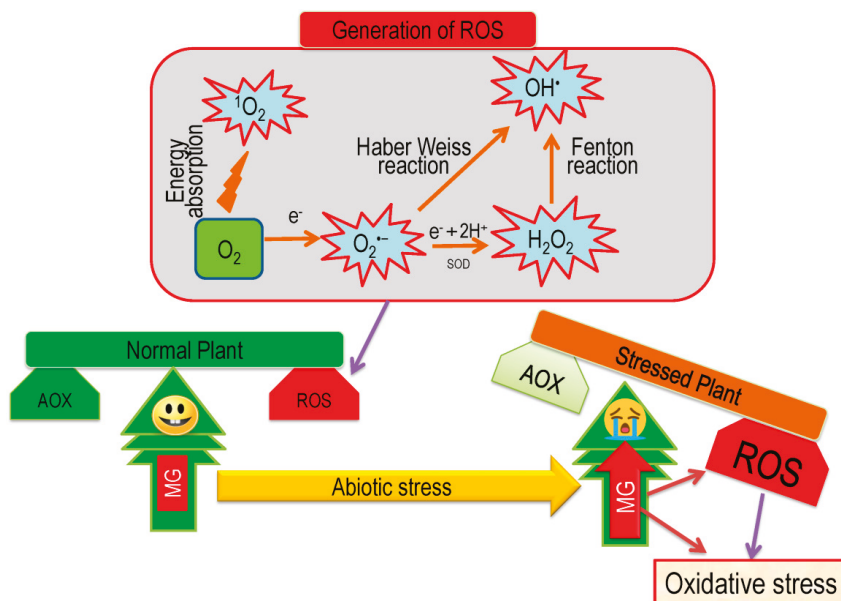 Generation of ROS
¹O₂
OH•
Energy
absorption
Haber Weiss
reaction
Fenton
reaction
O₂
e⁻
O₂•–
e⁻ + 2H⁺
SOD
H₂O₂
Normal Plant
AOX
ROS
MG
Abiotic stress
Stressed Plant
AOX
ROS
MG
Oxidative stress